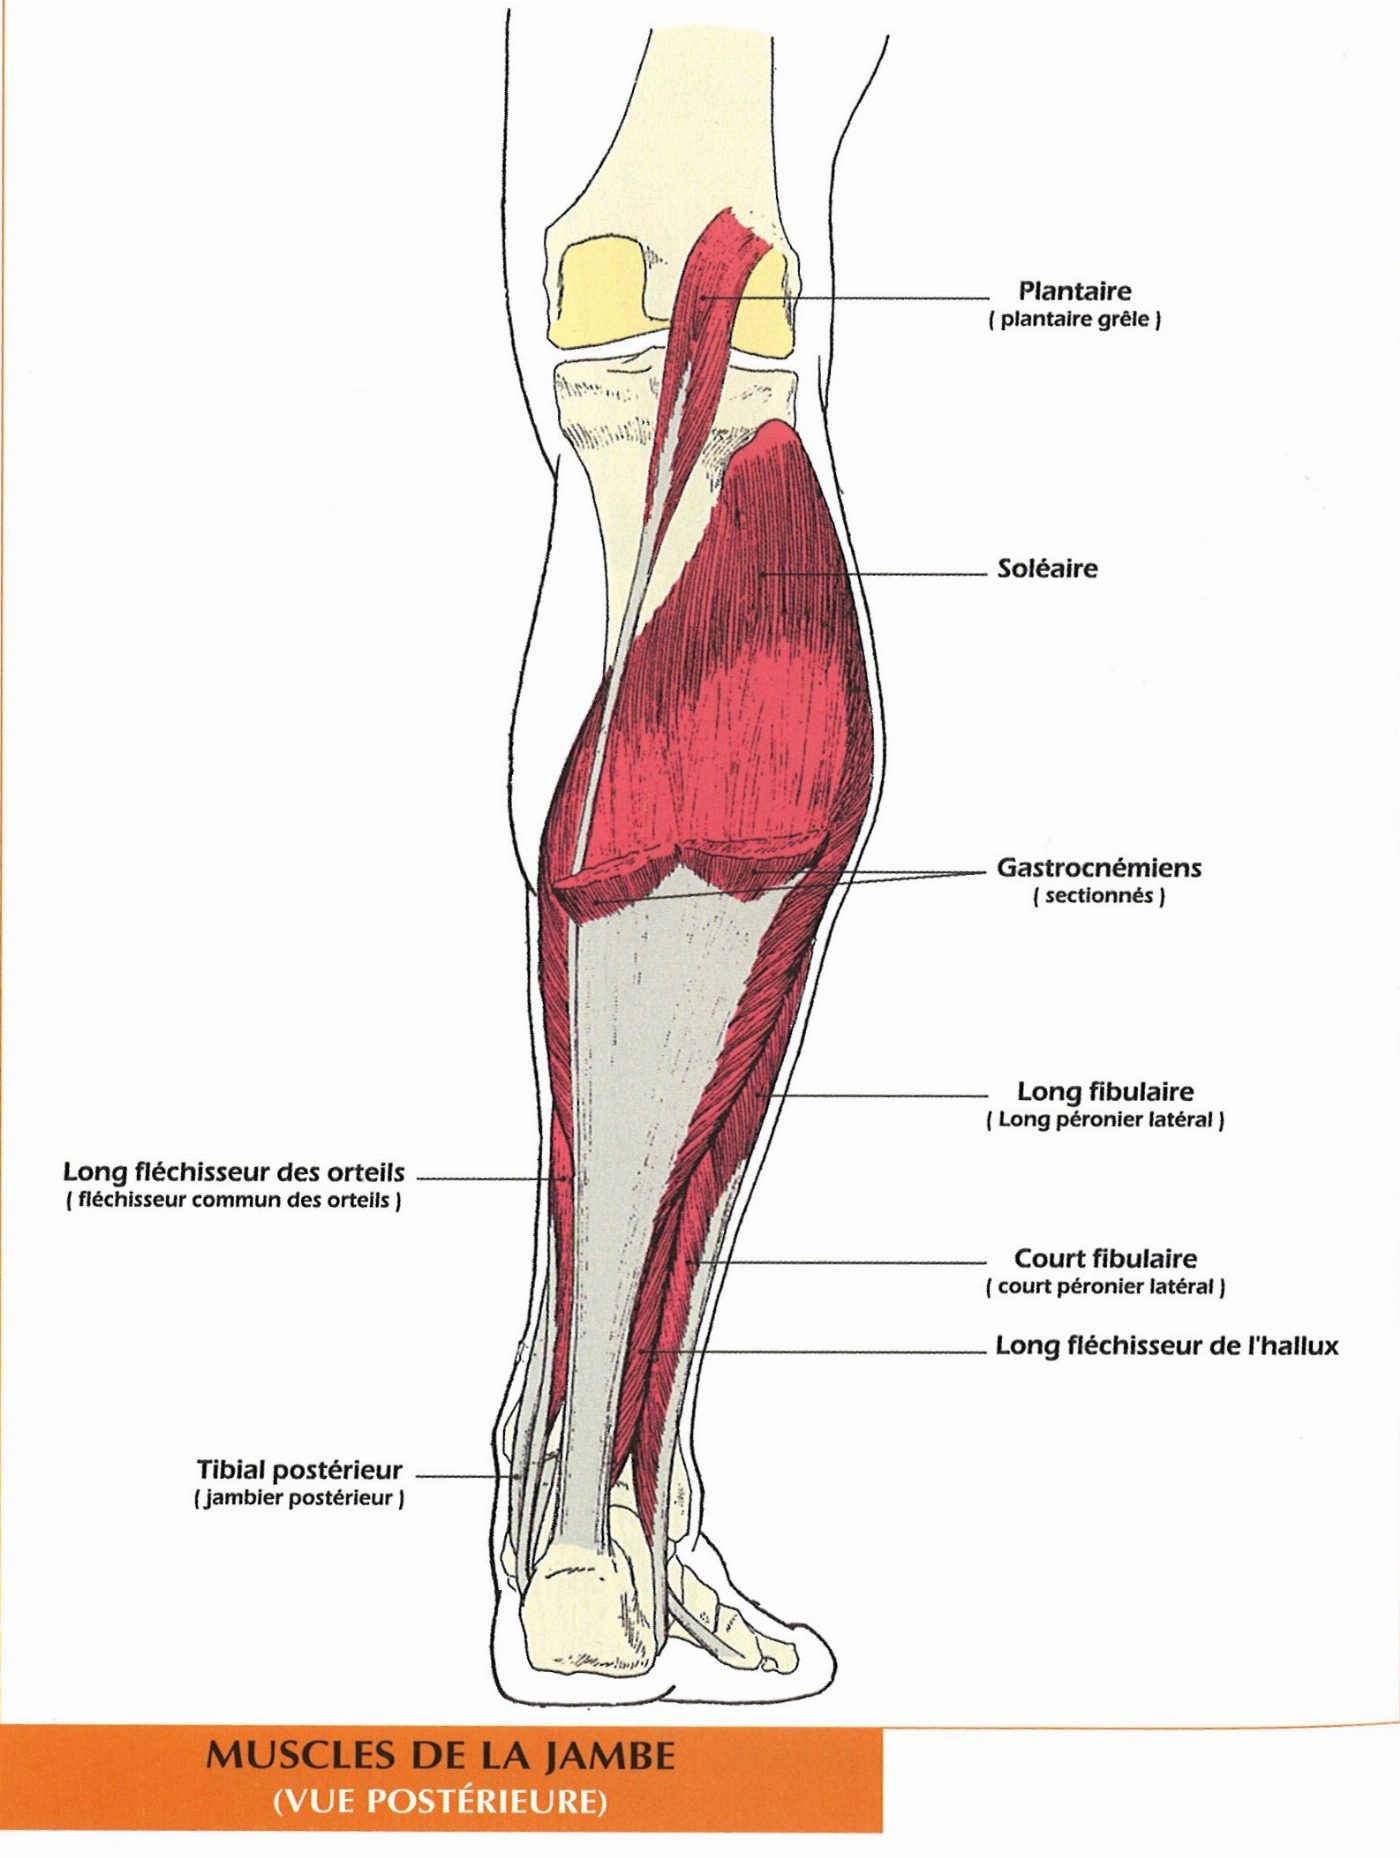 Plantaire
( plantaire grêle )
Soléaire
Gastrocnémiens
( sectionnés )
Long fibulaire
( Long péronier latéral )
Long fléchisseur des orteils
( fléchisseur commun des orteils )
Court fibulaire
( court péronier latéral )
Long fléchisseur de l'hallux
Tibial postérieur
( jambier postérieur )
MUSCLES DE LA JAMBE
(VUE POSTÉRIEURE)